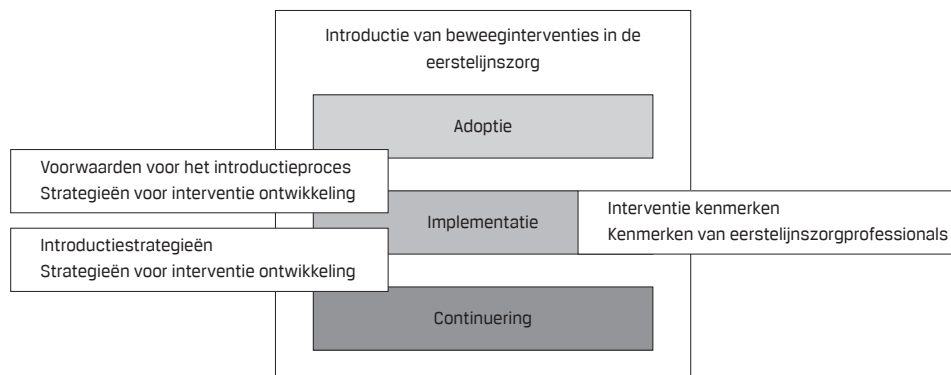 Introductie van beweeginterventies in de
eerstelijnszorg
Adoptie
Voorwaarden voor het introductieproces
Strategieën voor interventie ontwikkeling
Implementatie
Interventie kenmerken
Kenmerken van eerstelijnszorgprofessionals
Introductiestrategieën
Strategieën voor interventie ontwikkeling
Continuering